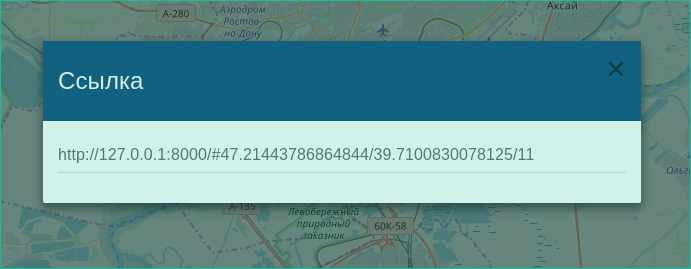 А-280
Аэродром
Ростов-
на-Дону
Аксай
Ссылка
http://127.0.0.1:8000/#47.21443786864844/39.7100830078125/11
Ольг
А-135
Левобережный
природный
заказник
60К-58